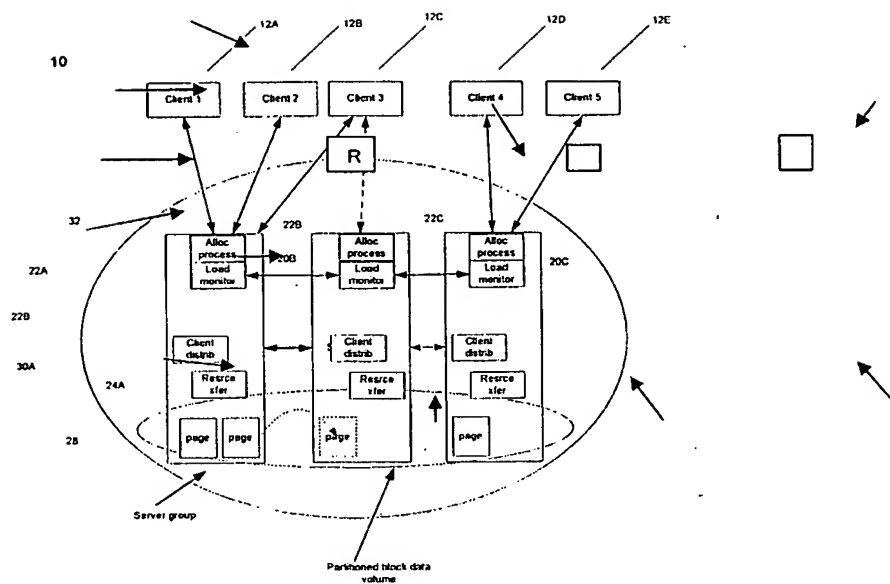 12A
12B
12C
12D
12E
10
Client 1
Client 2
Client 3
Client 4
Client 5
R
32
22B
22C
Alloc
process
Alloc
process
Alloc
process
20B
20C
22A
Load
monitor
Load
monitor
Load
monitor
22B
Client
distrib
Client
distrib
Client
distrib
30A
24A
Resrce
xfer
Resrce
xfer
Resrce
xfer
28
page
page
page
page
Server group
Partitioned block data
volume